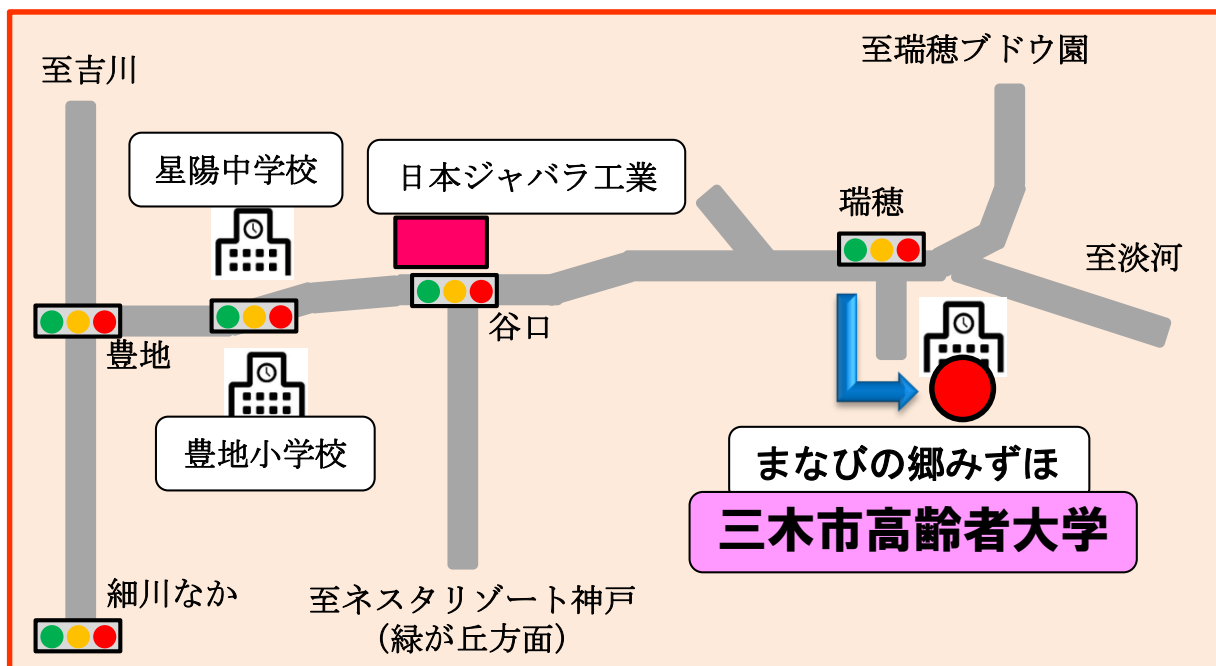 至瑞穂ブドウ園
至吉川
星陽中学校
日本ジャバラ工業
瑞穂
至淡河
谷口
豊地
豊地小学校
まなびの郷みずほ
三木市高齢者大学
細川なか
至ネスタリゾート神戸
（緑が丘方面）